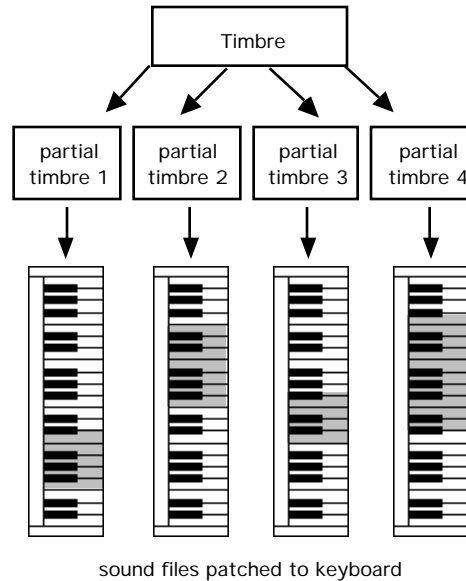 Timbre
partial
timbre 1
partial
timbre 2
partial
timbre 3
partial
timbre 4
sound files patched to keyboard